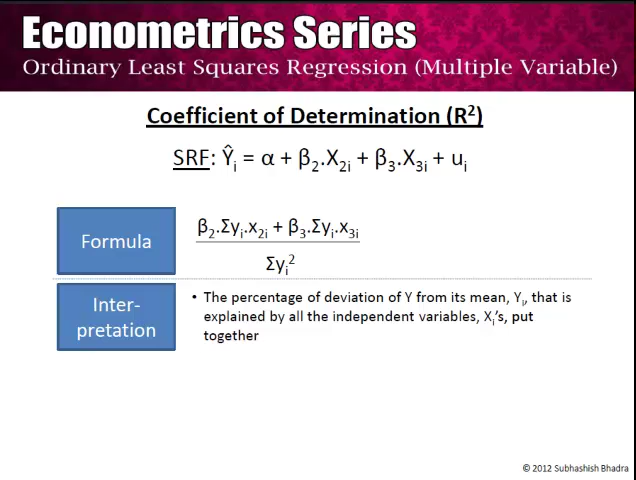 Econometrics Series
Ordinary Least Squares Regression (Multiple Variable)
Coefficient of Determination (R²)
SRF: Ŷᵢ = α + β₂.X₂ᵢ + β₃.X₃ᵢ + uᵢ
Formula
β₂.Σyᵢ.x₂ᵢ + β₃.Σyᵢ.x₃ᵢ
Σyᵢ²
Inter-
pretation
• The percentage of deviation of Y from its mean, Yᵢ, that is
explained by all the independent variables, Xᵢ's, put
together
© 2012 Subhashish Bhadra